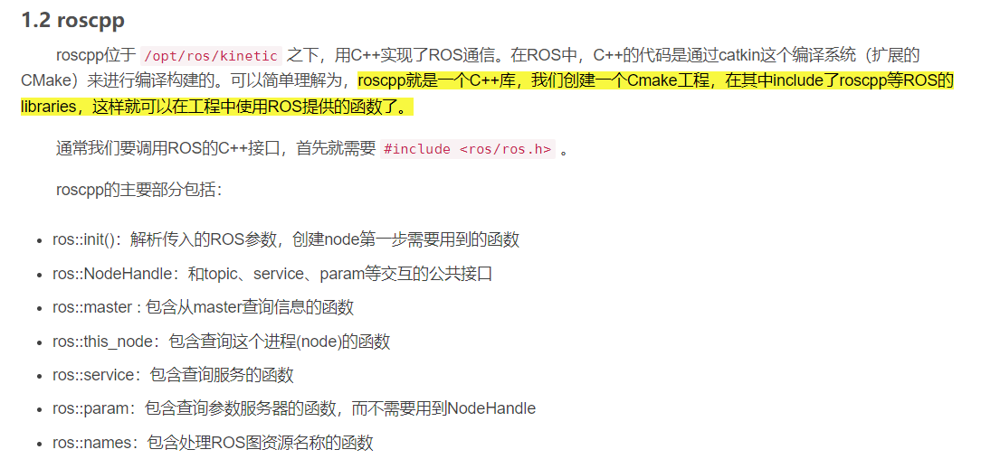 1.2 roscpp
roscpp位于 /opt/ros/kinetic 之下，用C++实现了ROS通信。在ROS中，C++的代码是通过catkin这个编译系统（扩展的
CMake）来进行编译构建的。可以简单理解为，roscpp就是一个C++库，我们创建一个Cmake工程，在其中include了roscpp等ROS的
libraries，这样就可以在工程中使用ROS提供的函数了。
通常我们要调用ROS的C++接口，首先就需要 #include <ros/ros.h> 。
roscpp的主要部分包括：
• ros::init()：解析传入的ROS参数，创建node第一步需要用到的函数
• ros::NodeHandle：和topic、service、param等交互的公共接口
• ros::master : 包含从master查询信息的函数
• ros::this_node：包含查询这个进程(node)的函数
• ros::service：包含查询服务的函数
• ros::param：包含查询参数服务器的函数，而不需要用到NodeHandle
• ros::names：包含处理ROS图资源名称的函数